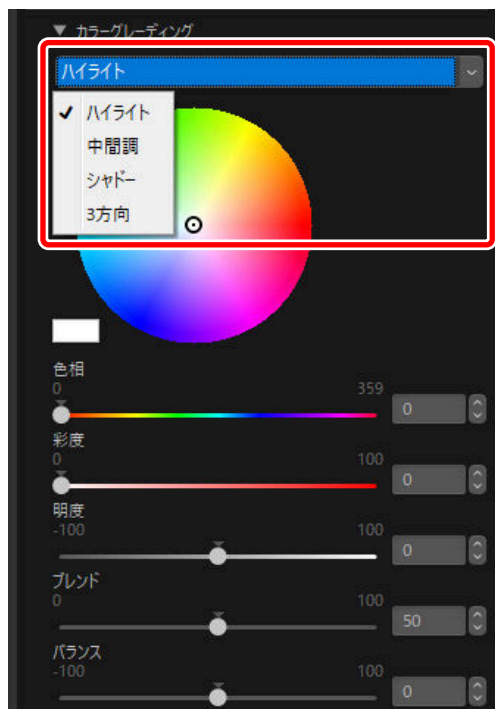 ▼ カラーグレーディング
ハイライト
✓ ハイライト
中間調
シャドー
3方向
色相
0 359
0
彩度
0 100
0
明度
-100 100
0
ブレンド
0 100
50
バランス
-100 100
0